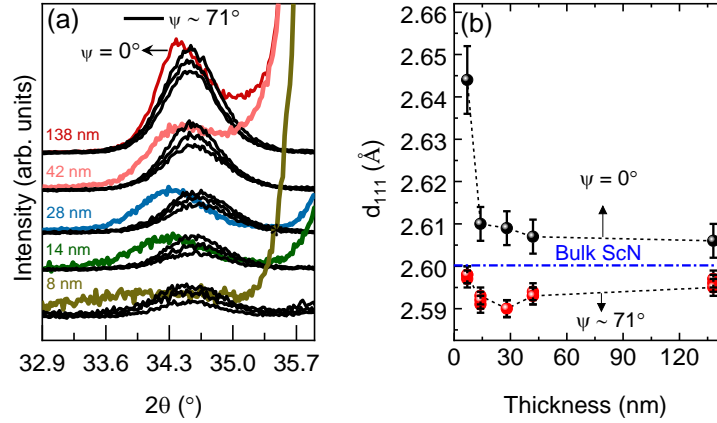 (a)
ψ ~ 71°
ψ = 0°
138 nm
42 nm
28 nm
14 nm
8 nm
Intensity (arb. units)
32.9 33.6 34.3 35.0 35.7
2θ (°)
(b)
2.66
2.65
2.64
2.63
2.62
2.61
2.60
2.59
d111 (Å)
ψ = 0°
Bulk ScN
ψ ~ 71°
0 30 60 90 120
Thickness (nm)